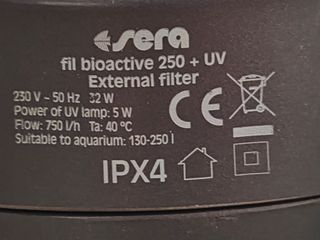 sera
fil bioactive 250 + UV
External filter
230 V ~ 50 Hz 32 W
Power of UV lamp: 5 W
Flow: 750 l/h Ta: 40 °C
Suitable to aquarium: 130-250 l
CE
IPX4